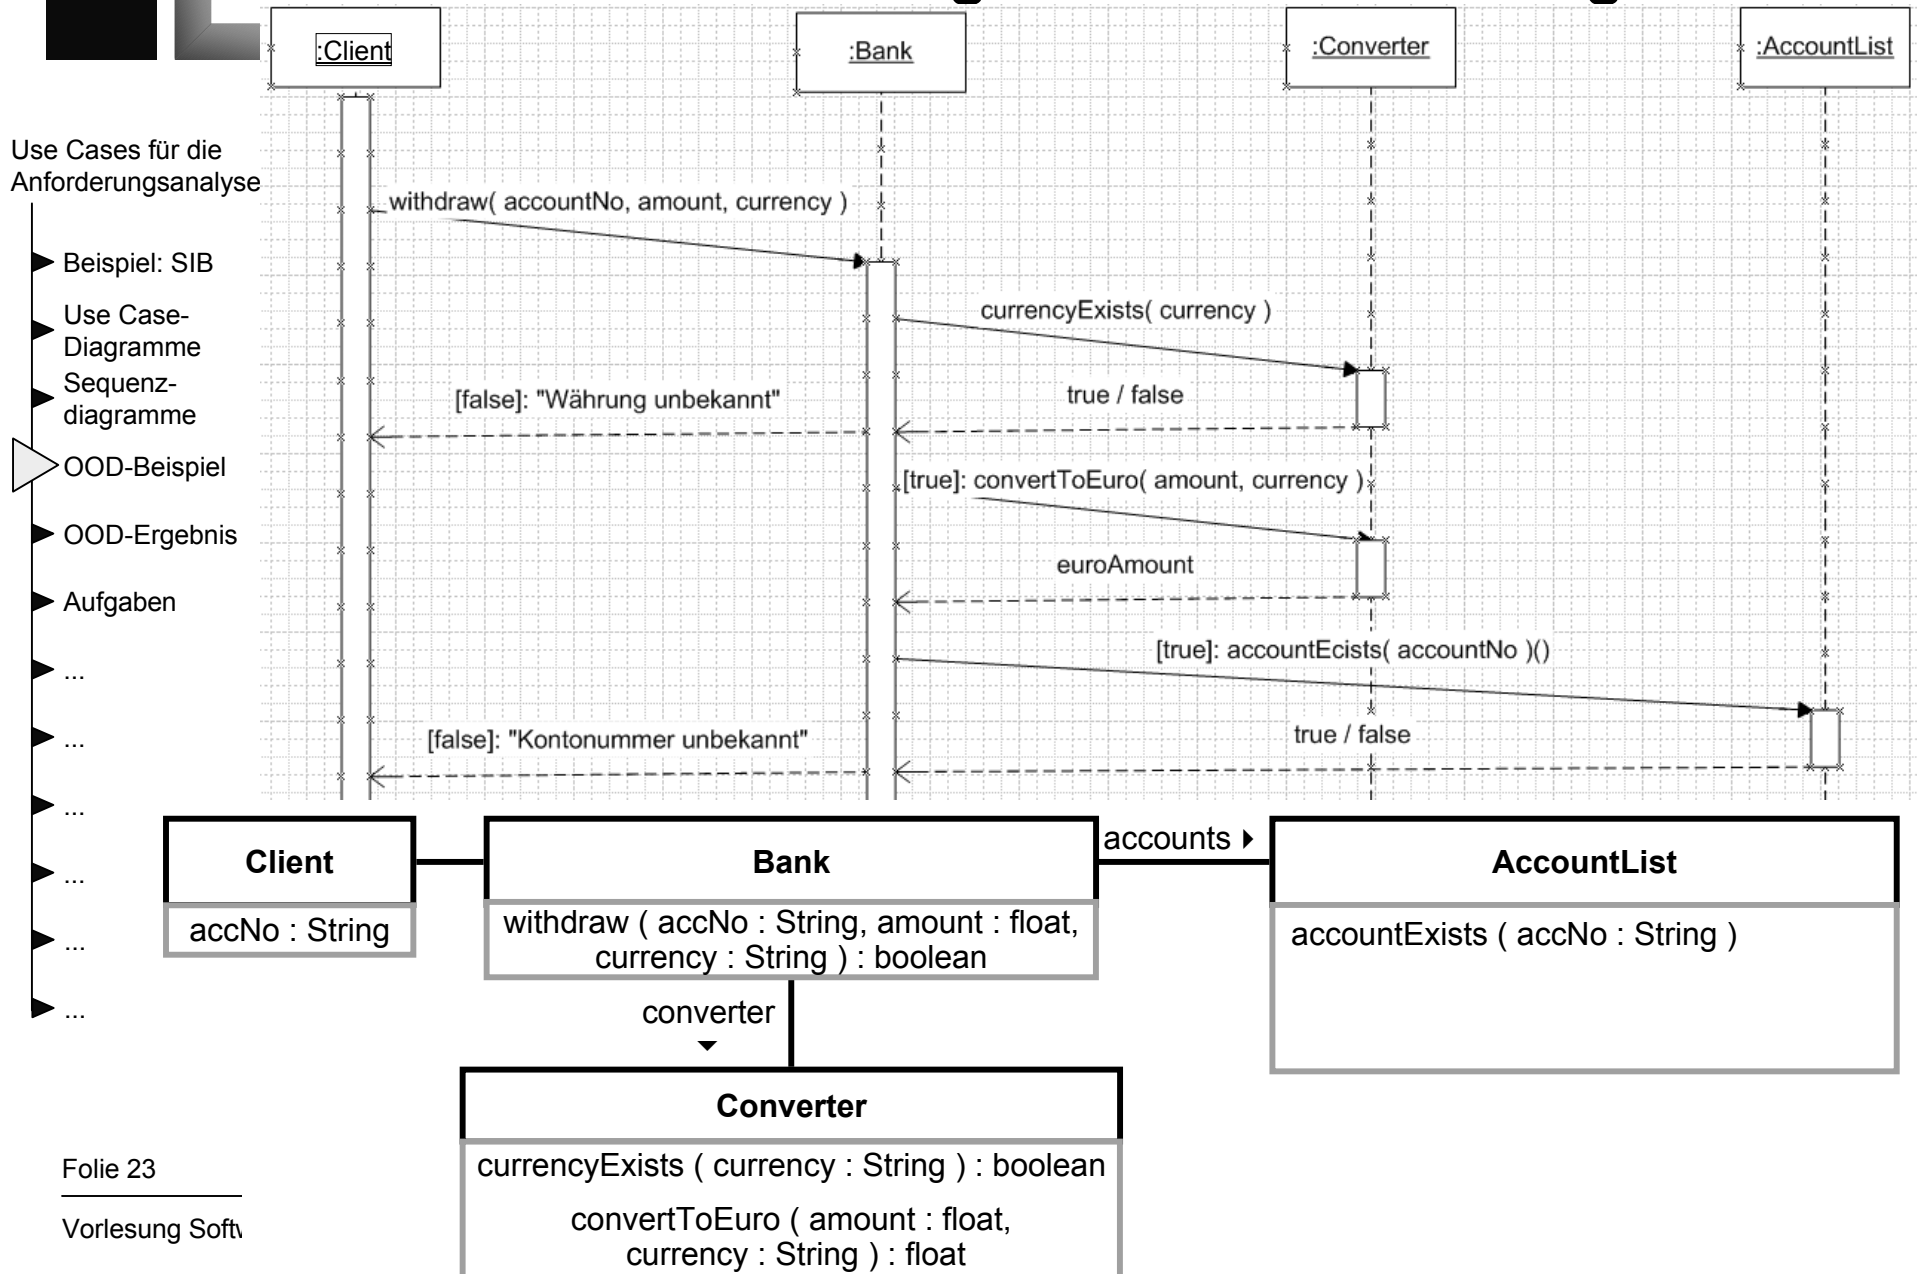 :Client
:Bank
:Converter
:AccountList
Use Cases für die
Anforderungsanalyse
Beispiel: SIB
Use Case-
Diagramme
Sequenz-
diagramme
OOD-Beispiel
OOD-Ergebnis
Aufgaben
...
...
...
...
...
...
withdraw( accountNo, amount, currency )
currencyExists( currency )
true / false
[false]: "Währung unbekannt"
[true]: convertToEuro( amount, currency )
euroAmount
[true]: accountEcists( accountNo )()
true / false
[false]: "Kontonummer unbekannt"
Client
accNo : String
Bank
withdraw ( accNo : String, amount : float,
currency : String ) : boolean
accounts
AccountList
accountExists ( accNo : String )
converter
Converter
currencyExists ( currency : String ) : boolean
convertToEuro ( amount : float,
currency : String ) : float
Folie 23
Vorlesung Softw